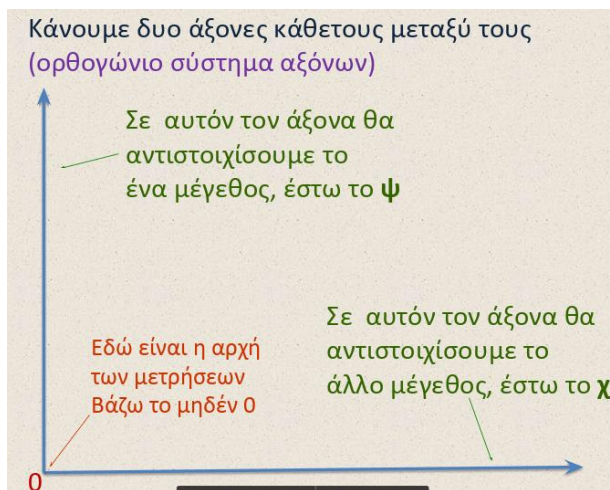 Κάνουμε δυο άξονες κάθετους μεταξύ τους
(ορθογώνιο σύστημα αξόνων)
Σε αυτόν τον άξονα θα
αντιστοιχίσουμε το
ένα μέγεθος, έστω το ψ
Σε αυτόν τον άξονα θα
αντιστοιχίσουμε το
άλλο μέγεθος, έστω το χ
Εδώ είναι η αρχή
των μετρήσεων
Βάζω το μηδέν 0
0